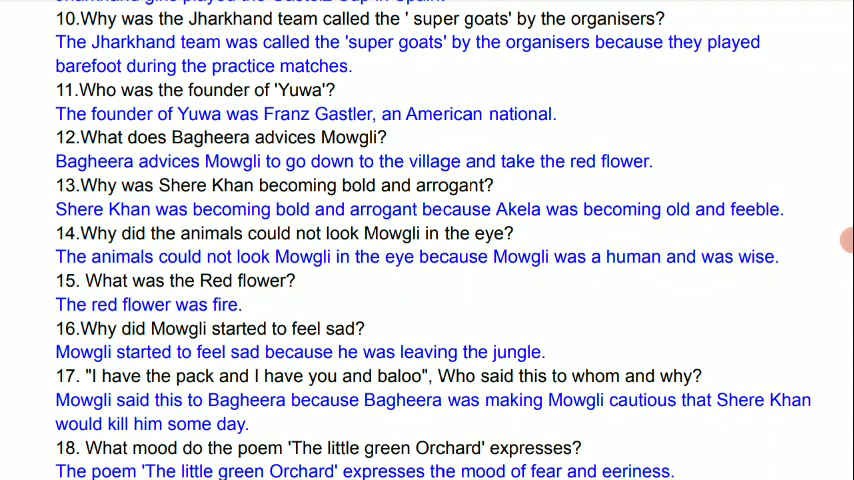 10.Why was the Jharkhand team called the ' super goats' by the organisers?
The Jharkhand team was called the 'super goats' by the organisers because they played
barefoot during the practice matches.
11.Who was the founder of 'Yuwa'?
The founder of Yuwa was Franz Gastler, an American national.
12.What does Bagheera advices Mowgli?
Bagheera advices Mowgli to go down to the village and take the red flower.
13.Why was Shere Khan becoming bold and arrogant?
Shere Khan was becoming bold and arrogant because Akela was becoming old and feeble.
14.Why did the animals could not look Mowgli in the eye?
The animals could not look Mowgli in the eye because Mowgli was a human and was wise.
15. What was the Red flower?
The red flower was fire.
16.Why did Mowgli started to feel sad?
Mowgli started to feel sad because he was leaving the jungle.
17. "I have the pack and I have you and baloo", Who said this to whom and why?
Mowgli said this to Bagheera because Bagheera was making Mowgli cautious that Shere Khan
would kill him some day.
18. What mood do the poem 'The little green Orchard' expresses?
The poem 'The little green Orchard' expresses the mood of fear and eeriness.